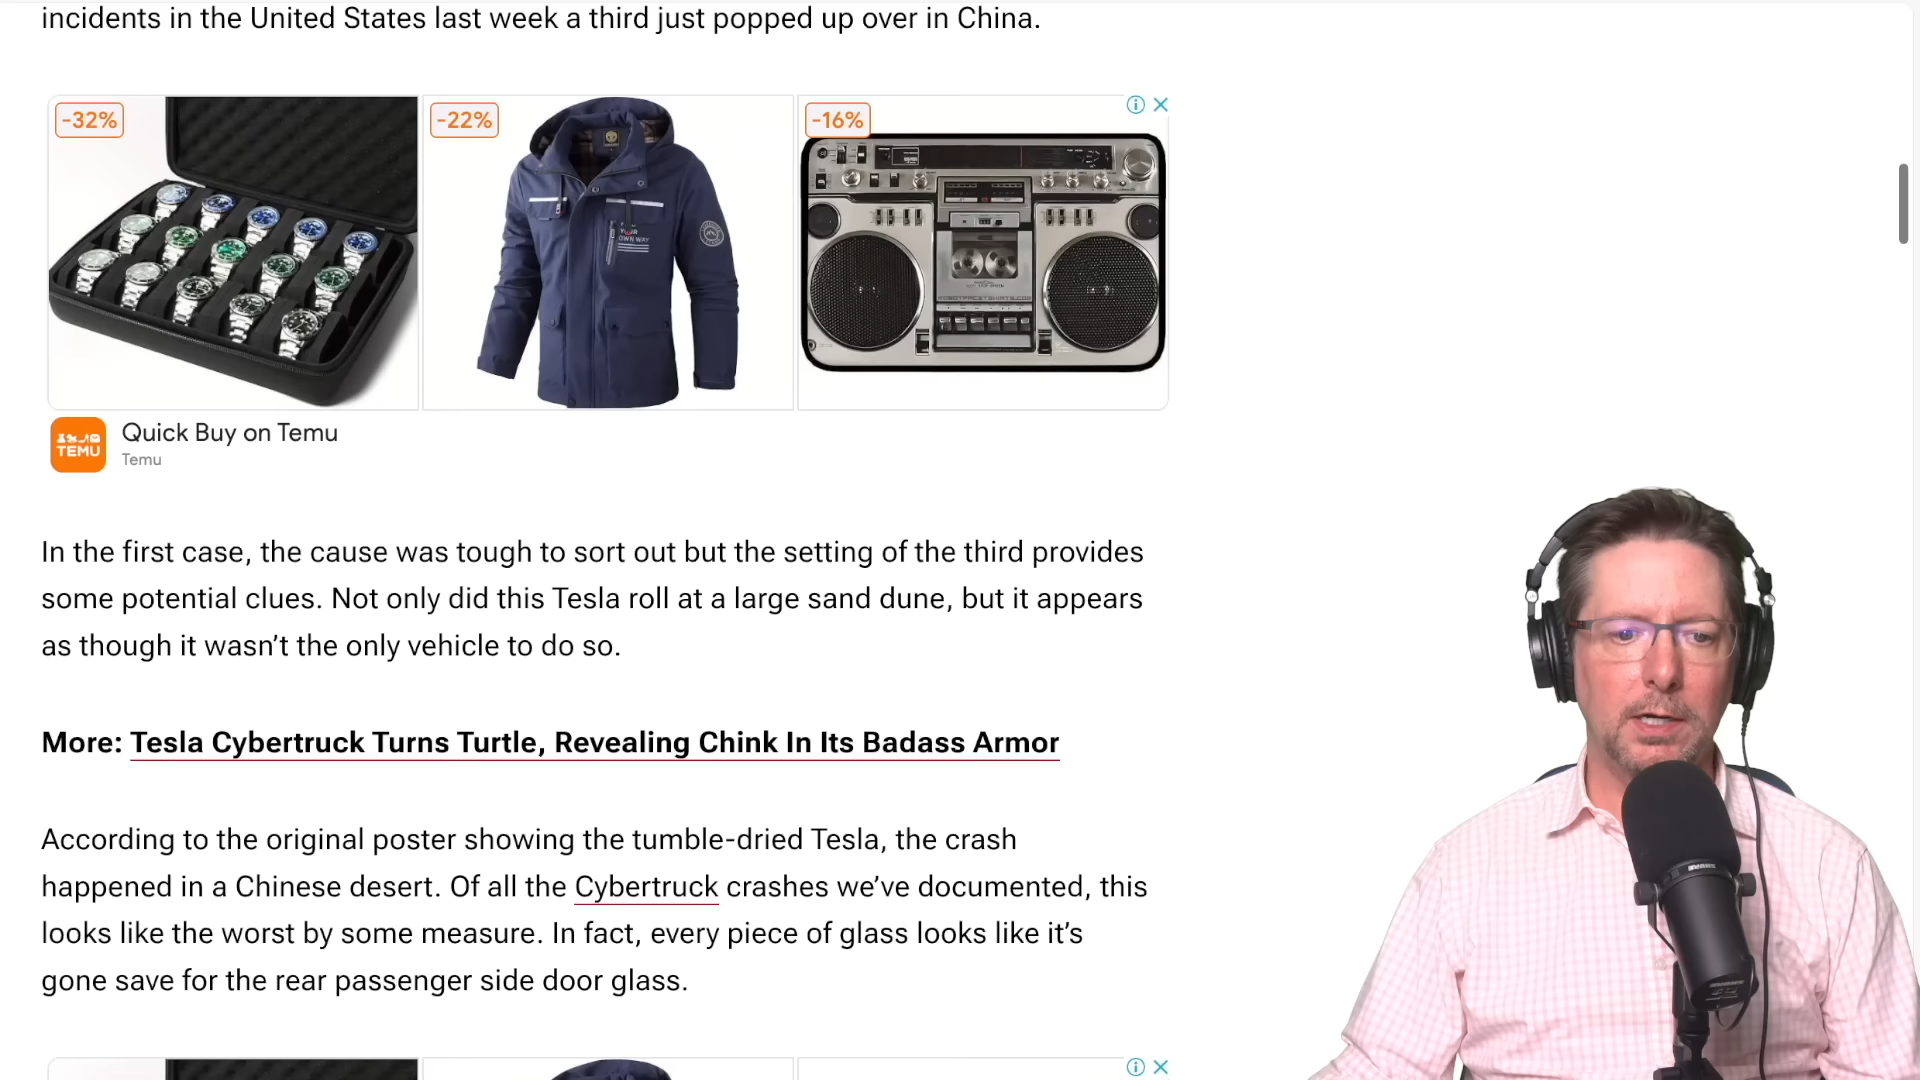 incidents in the United States last week a third just popped up over in China.
-32%
-22%
-16%
YOUR
OWN WAY
TEMU
Quick Buy on Temu
Temu
In the first case, the cause was tough to sort out but the setting of the third provides
some potential clues. Not only did this Tesla roll at a large sand dune, but it appears
as though it wasn’t the only vehicle to do so.
More: Tesla Cybertruck Turns Turtle, Revealing Chink In Its Badass Armor
According to the original poster showing the tumble-dried Tesla, the crash
happened in a Chinese desert. Of all the Cybertruck crashes we’ve documented, this
looks like the worst by some measure. In fact, every piece of glass looks like it’s
gone save for the rear passenger side door glass.